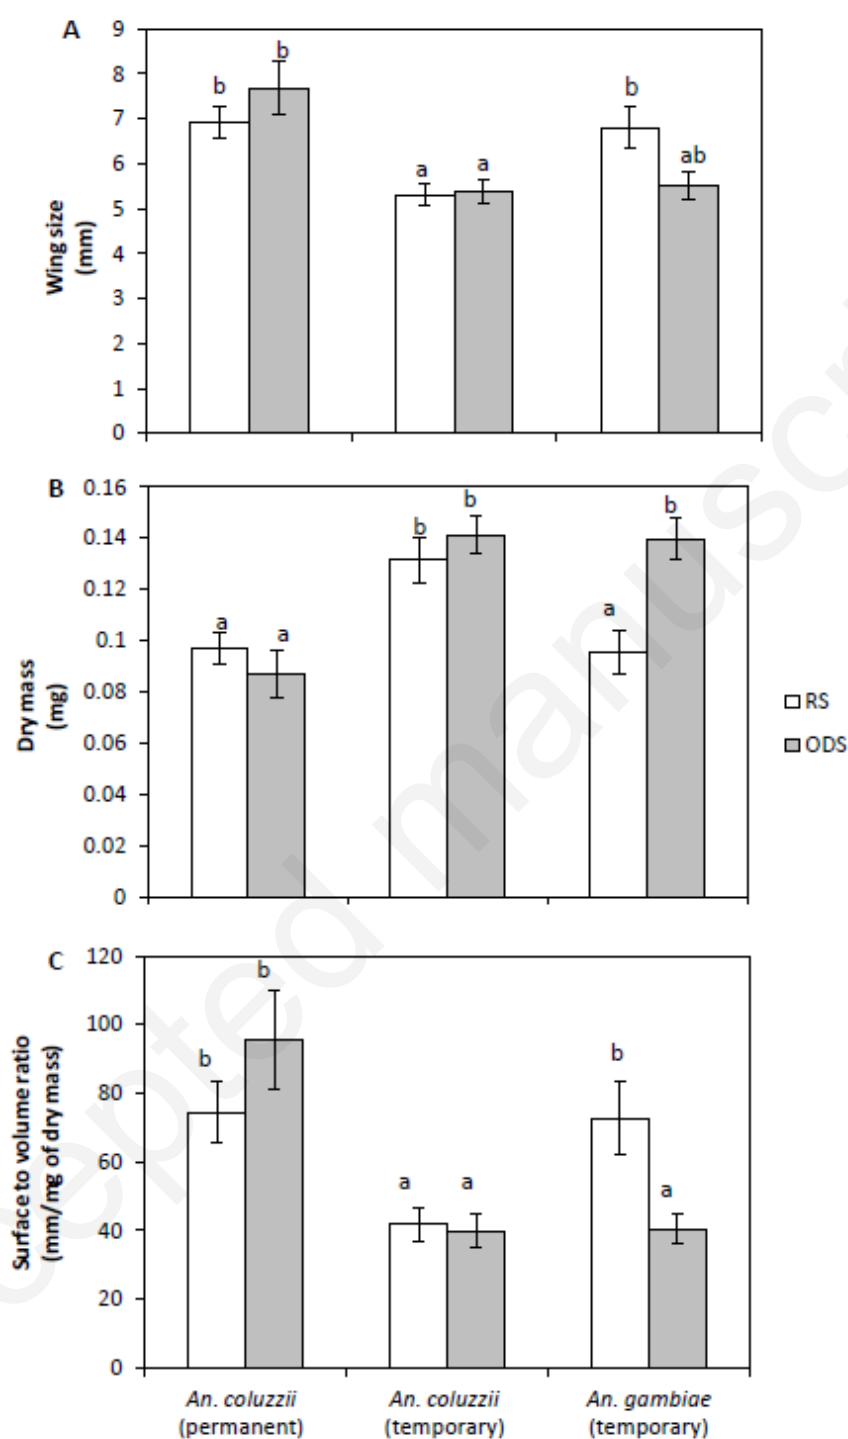 A
9
8
7
6
5
4
3
2
1
0
Wing size
(mm)
b
b
a
a
b
ab
B
0.16
0.14
0.12
0.1
0.08
0.06
0.04
0.02
0
Dry mass
(mg)
a
a
b
b
a
b
RS
ODS
C
120
100
80
60
40
20
0
Surface to volume ratio
(mm/mg of dry mass)
b
b
a
a
b
a
An. coluzzii
(permanent)
An. coluzzii
(temporary)
An. gambiae
(temporary)
cepted manuscri